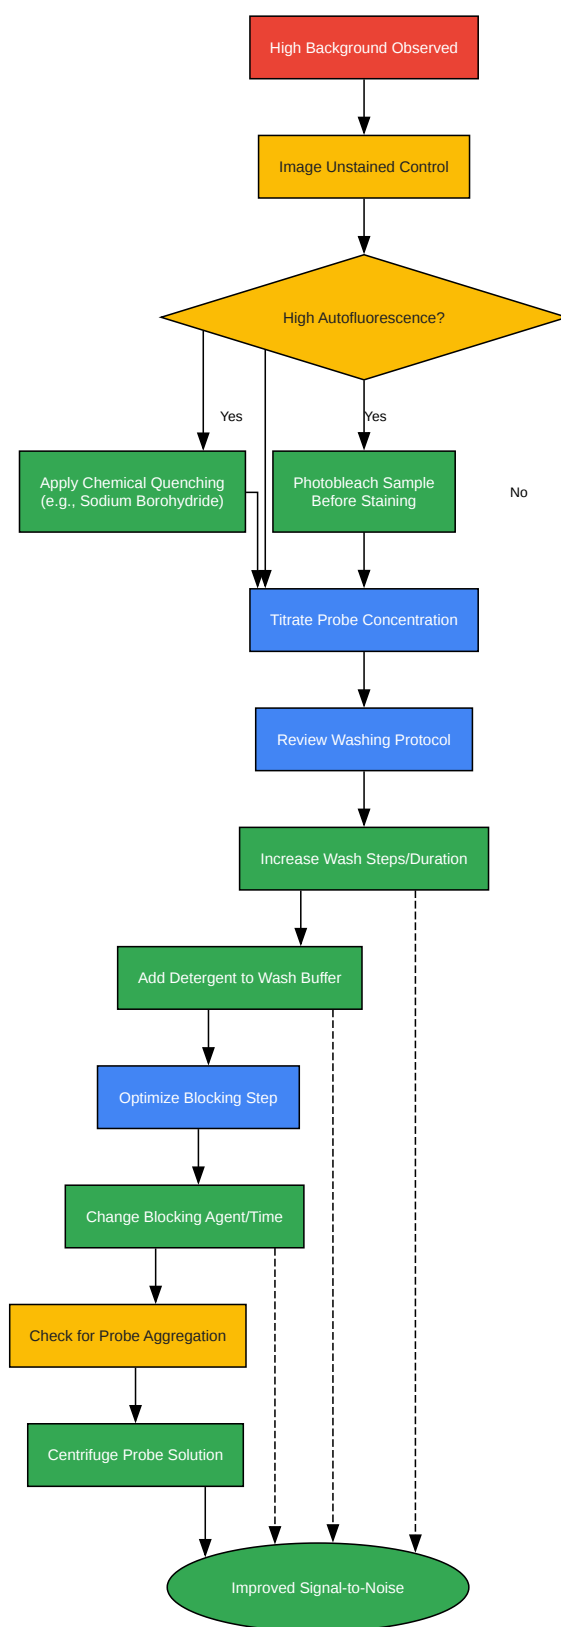 High Background Observed
Image Unstained Control
High Autofluorescence?
Yes
Yes
Apply Chemical Quenching
(e.g., Sodium Borohydride)
Photobleach Sample
Before Staining
No
Titrate Probe Concentration
Review Washing Protocol
Increase Wash Steps/Duration
Add Detergent to Wash Buffer
Optimize Blocking Step
Change Blocking Agent/Time
Check for Probe Aggregation
Centrifuge Probe Solution
Improved Signal-to-Noise